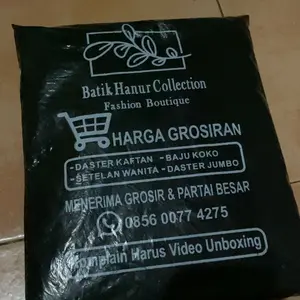 Batik Hanur Collection
Fashion Boutique
HARGA GROSIRAN
-DASTER KAFTAN -BAJU KOKO
-SETELAN WANITA -DASTER JUMBO
MENERIMA GROSIR & PARTAI BESAR
0856 0077 4275
Komplain Harus Video Unboxing